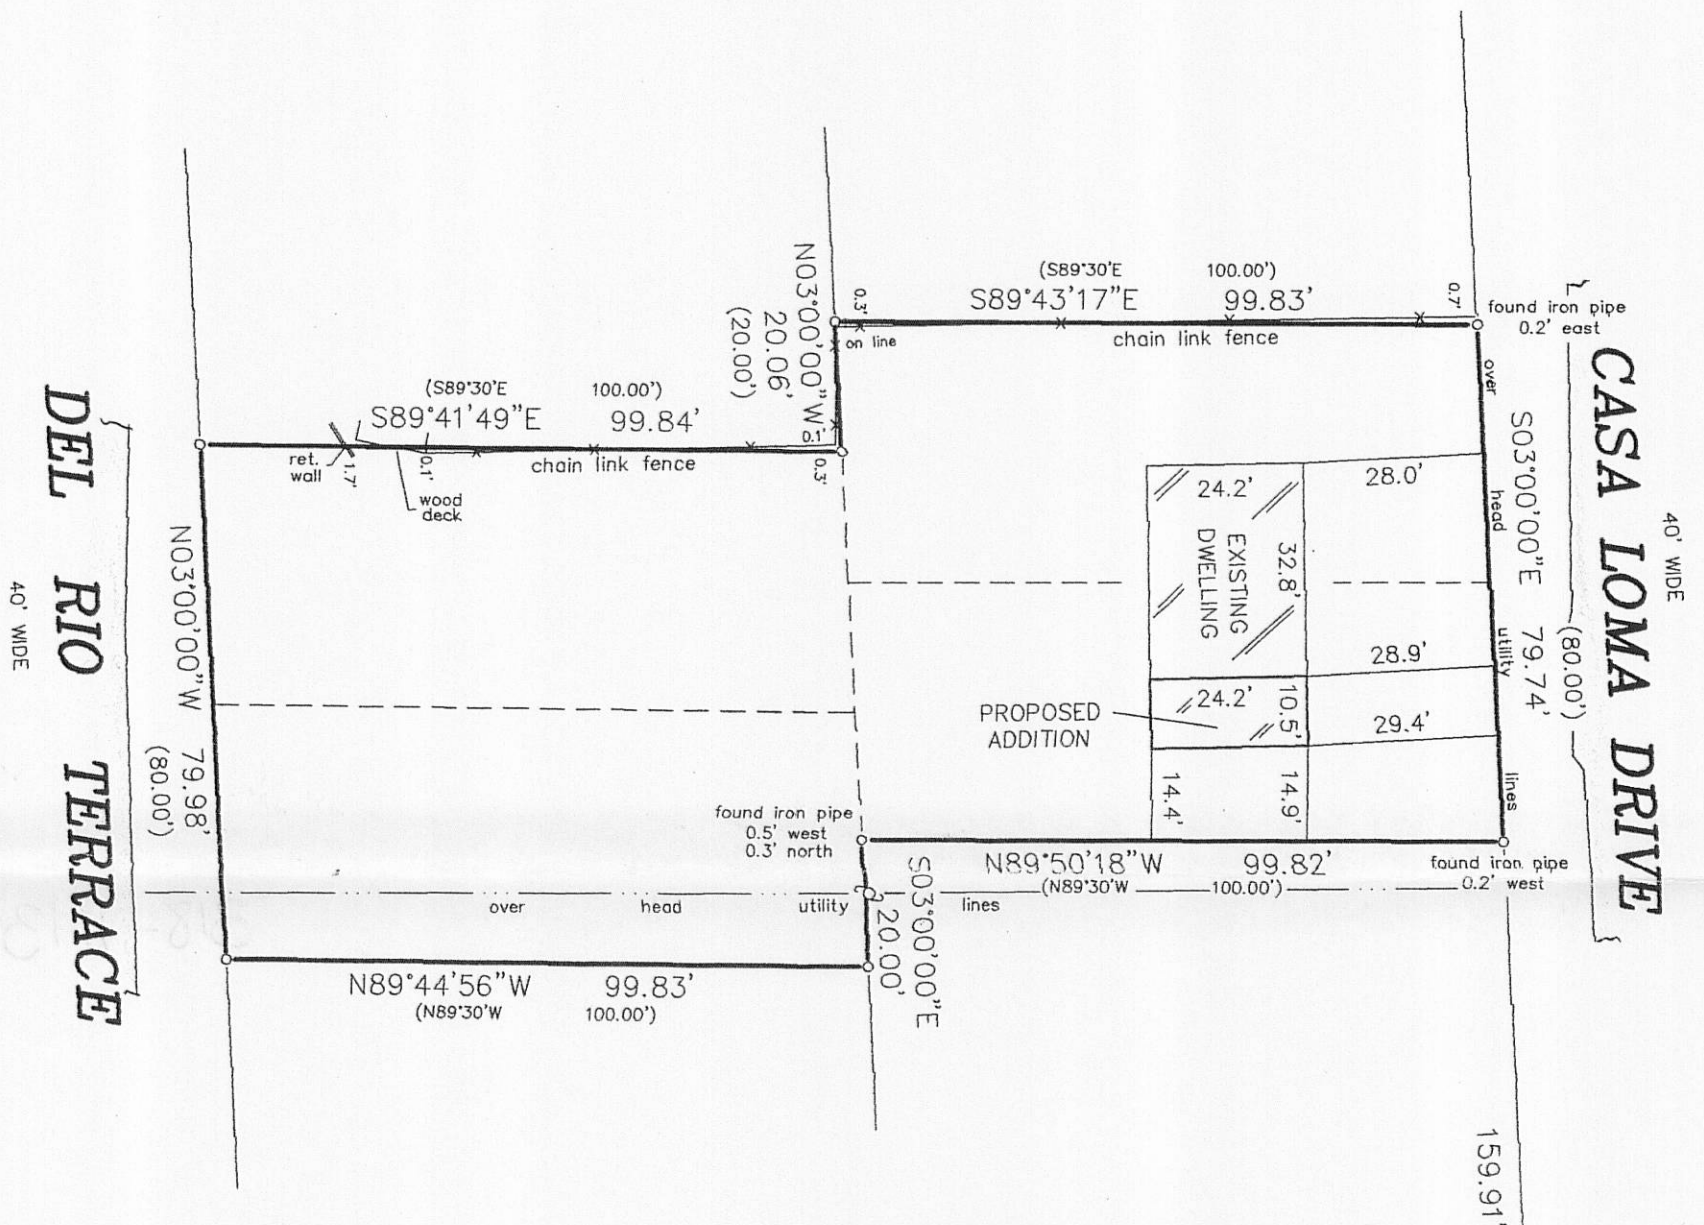 CASA LOMA DRIVE
40' WIDE
(S89°30'E 100.00')
S89°43'17"E 99.83'
chain link fence
0.3'
on line
0.7'
found iron pipe
0.2' east
over head utility lines
S03°00'00"E 79.74'
(80.00')
N03°00'00"W
20.06'
(20.00')
(S89°30'E 100.00')
S89°41'49"E 99.84'
chain link fence
0.1'
0.3'
ret.
wall
1.7'
0.1'
wood
deck
24.2'
28.0'
32.8'
EXISTING
DWELLING
28.9'
24.2'
10.5'
29.4'
PROPOSED
ADDITION
14.4'
14.9'
DEL RIO TERRACE
40' WIDE
N03°00'00"W 79.98'
(80.00')
found iron pipe
0.5' west
0.3' north
N89°50'18"W 99.82'
(N89°30'W 100.00')
found iron pipe
0.2' west
over head utility lines
S03°00'00"E
20.00'
N89°44'56"W 99.83'
(N89°30'W 100.00')
159.91'